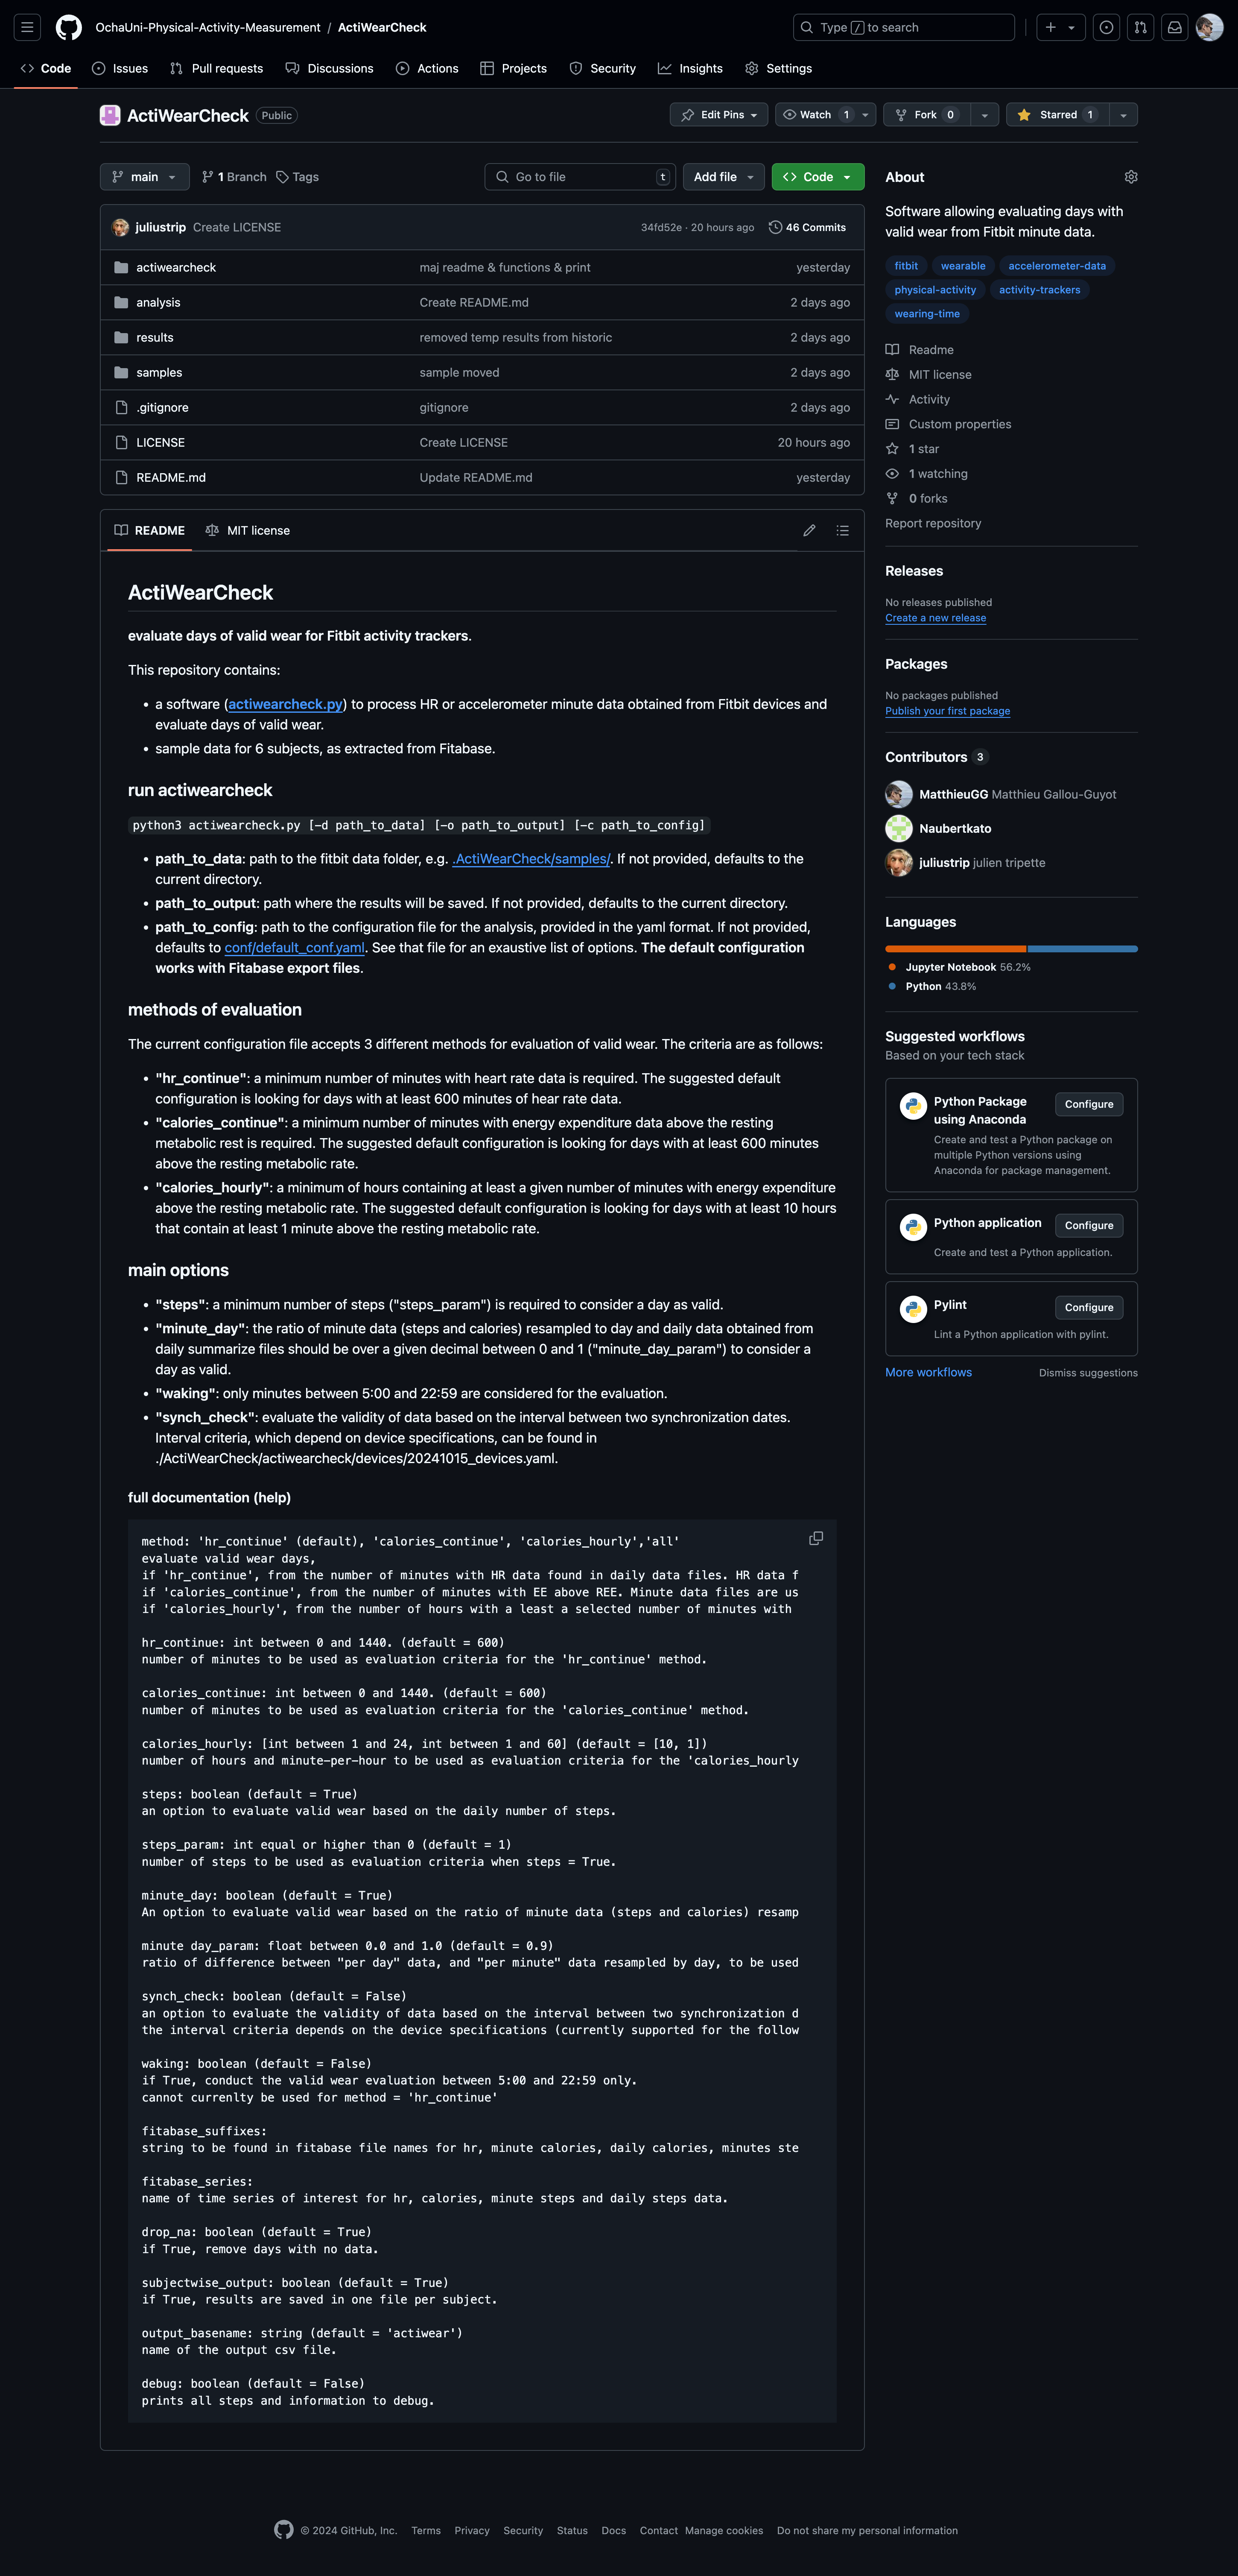 OchaUni-Physical-Activity-Measurement / ActiWearCheck
Type / to search
Code
Issues
Pull requests
Discussions
Actions
Projects
Security
Insights
Settings
ActiWearCheck Public
Edit Pins
Watch 1
Fork 0
Starred 1
main
1 Branch
Tags
Go to file t
Add file
<> Code
juliustrip Create LICENSE 34fd52e · 20 hours ago 46 Commits
actiwearcheck maj readme & functions & print yesterday
analysis Create README.md 2 days ago
results removed temp results from historic 2 days ago
samples sample moved 2 days ago
.gitignore gitignore 2 days ago
LICENSE Create LICENSE 20 hours ago
README.md Update README.md yesterday
README MIT license
ActiWearCheck
evaluate days of valid wear for Fitbit activity trackers.
This repository contains:
• a software (actiwearcheck.py) to process HR or accelerometer minute data obtained from Fitbit devices and
evaluate days of valid wear.
• sample data for 6 subjects, as extracted from Fitabase.
run actiwearcheck
python3 actiwearcheck.py [-d path_to_data] [-o path_to_output] [-c path_to_config]
• path_to_data: path to the fitbit data folder, e.g. .ActiWearCheck/samples/. If not provided, defaults to the
current directory.
• path_to_output: path where the results will be saved. If not provided, defaults to the current directory.
• path_to_config: path to the configuration file for the analysis, provided in the yaml format. If not provided,
defaults to conf/default_conf.yaml. See that file for an exaustive list of options. The default configuration
works with Fitabase export files.
methods of evaluation
The current configuration file accepts 3 different methods for evaluation of valid wear. The criteria are as follows:
• "hr_continue": a minimum number of minutes with heart rate data is required. The suggested default
configuration is looking for days with at least 600 minutes of hear rate data.
• "calories_continue": a minimum number of minutes with energy expenditure data above the resting
metabolic rest is required. The suggested default configuration is looking for days with at least 600 minutes
above the resting metabolic rate.
• "calories_hourly": a minimum of hours containing at least a given number of minutes with energy expenditure
above the resting metabolic rate. The suggested default configuration is looking for days with at least 10 hours
that contain at least 1 minute above the resting metabolic rate.
main options
• "steps": a minimum number of steps ("steps_param") is required to consider a day as valid.
• "minute_day": the ratio of minute data (steps and calories) resampled to day and daily data obtained from
daily summarize files should be over a given decimal between 0 and 1 ("minute_day_param") to consider a
day as valid.
• "waking": only minutes between 5:00 and 22:59 are considered for the evaluation.
• "synch_check": evaluate the validity of data based on the interval between two synchronization dates.
Interval criteria, which depend on device specifications, can be found in
./ActiWearCheck/actiwearcheck/devices/20241015_devices.yaml.
full documentation (help)
method: 'hr_continue' (default), 'calories_continue', 'calories_hourly','all'
evaluate valid wear days,
if 'hr_continue', from the number of minutes with HR data found in daily data files. HR data f
if 'calories_continue', from the number of minutes with EE above REE. Minute data files are us
if 'calories_hourly', from the number of hours with a least a selected number of minutes with
hr_continue: int between 0 and 1440. (default = 600)
number of minutes to be used as evaluation criteria for the 'hr_continue' method.
calories_continue: int between 0 and 1440. (default = 600)
number of minutes to be used as evaluation criteria for the 'calories_continue' method.
calories_hourly: [int between 1 and 24, int between 1 and 60] (default = [10, 1])
number of hours and minute-per-hour to be used as evaluation criteria for the 'calories_hourly
steps: boolean (default = True)
an option to evaluate valid wear based on the daily number of steps.
steps_param: int equal or higher than 0 (default = 1)
number of steps to be used as evaluation criteria when steps = True.
minute_day: boolean (default = True)
An option to evaluate valid wear based on the ratio of minute data (steps and calories) resamp
minute day_param: float between 0.0 and 1.0 (default = 0.9)
ratio of difference between "per day" data, and "per minute" data resampled by day, to be used
synch_check: boolean (default = False)
an option to evaluate the validity of data based on the interval between two synchronization d
the interval criteria depends on the device specifications (currently supported for the follow
waking: boolean (default = False)
if True, conduct the valid wear evaluation between 5:00 and 22:59 only.
cannot currenlty be used for method = 'hr_continue'
fitabase_suffixes:
string to be found in fitabase file names for hr, minute calories, daily calories, minutes ste
fitabase_series:
name of time series of interest for hr, calories, minute steps and daily steps data.
drop_na: boolean (default = True)
if True, remove days with no data.
subjectwise_output: boolean (default = True)
if True, results are saved in one file per subject.
output_basename: string (default = 'actiwear')
name of the output csv file.
debug: boolean (default = False)
prints all steps and information to debug.
About
Software allowing evaluating days with
valid wear from Fitbit minute data.
fitbit wearable accelerometer-data
physical-activity activity-trackers
wearing-time
Readme
MIT license
Activity
Custom properties
1 star
1 watching
0 forks
Report repository
Releases
No releases published
Create a new release
Packages
No packages published
Publish your first package
Contributors 3
MatthieuGG Matthieu Gallou-Guyot
Naubertkato
juliustrip julien tripette
Languages
Jupyter Notebook 56.2%
Python 43.8%
Suggested workflows
Based on your tech stack
Python Package
using Anaconda
Configure
Create and test a Python package on
multiple Python versions using
Anaconda for package management.
Python application
Configure
Create and test a Python application.
Pylint
Configure
Lint a Python application with pylint.
More workflows Dismiss suggestions
© 2024 GitHub, Inc. Terms Privacy Security Status Docs Contact Manage cookies Do not share my personal information